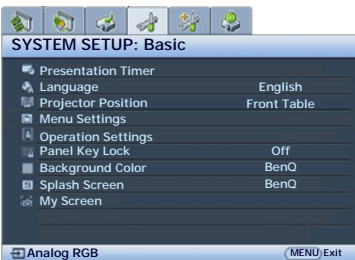 SYSTEM SETUP: Basic
Presentation Timer
Language English
Projector Position Front Table
Menu Settings
Operation Settings
Panel Key Lock Off
Background Color BenQ
Splash Screen BenQ
My Screen
Analog RGB MENU Exit